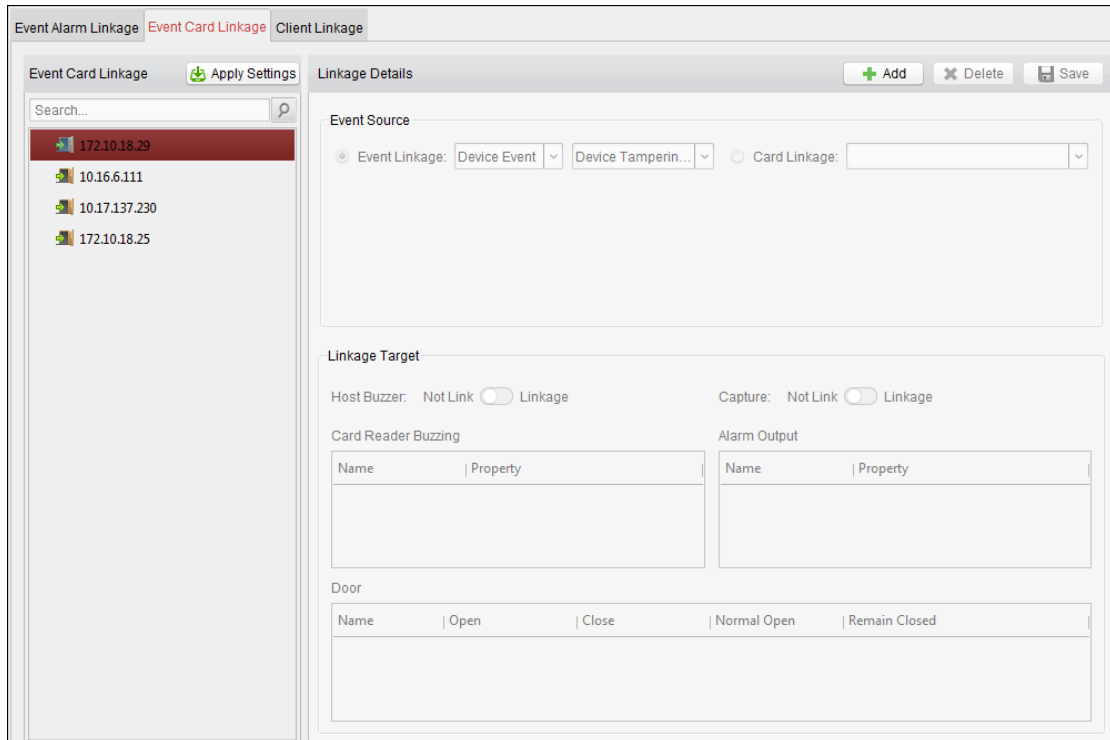 Event Alarm Linkage Event Card Linkage Client Linkage
Event Card Linkage Apply Settings
Search...
172.10.18.29
10.16.6.111
10.17.137.230
172.10.18.25
Linkage Details Add Delete Save
Event Source
Event Linkage: Device Event Device Tamperin... Card Linkage:
Linkage Target
Host Buzzer: Not Link Linkage Capture: Not Link Linkage
Card Reader Buzzing Alarm Output
Name Property Name Property
Door
Name Open Close Normal Open Remain Closed